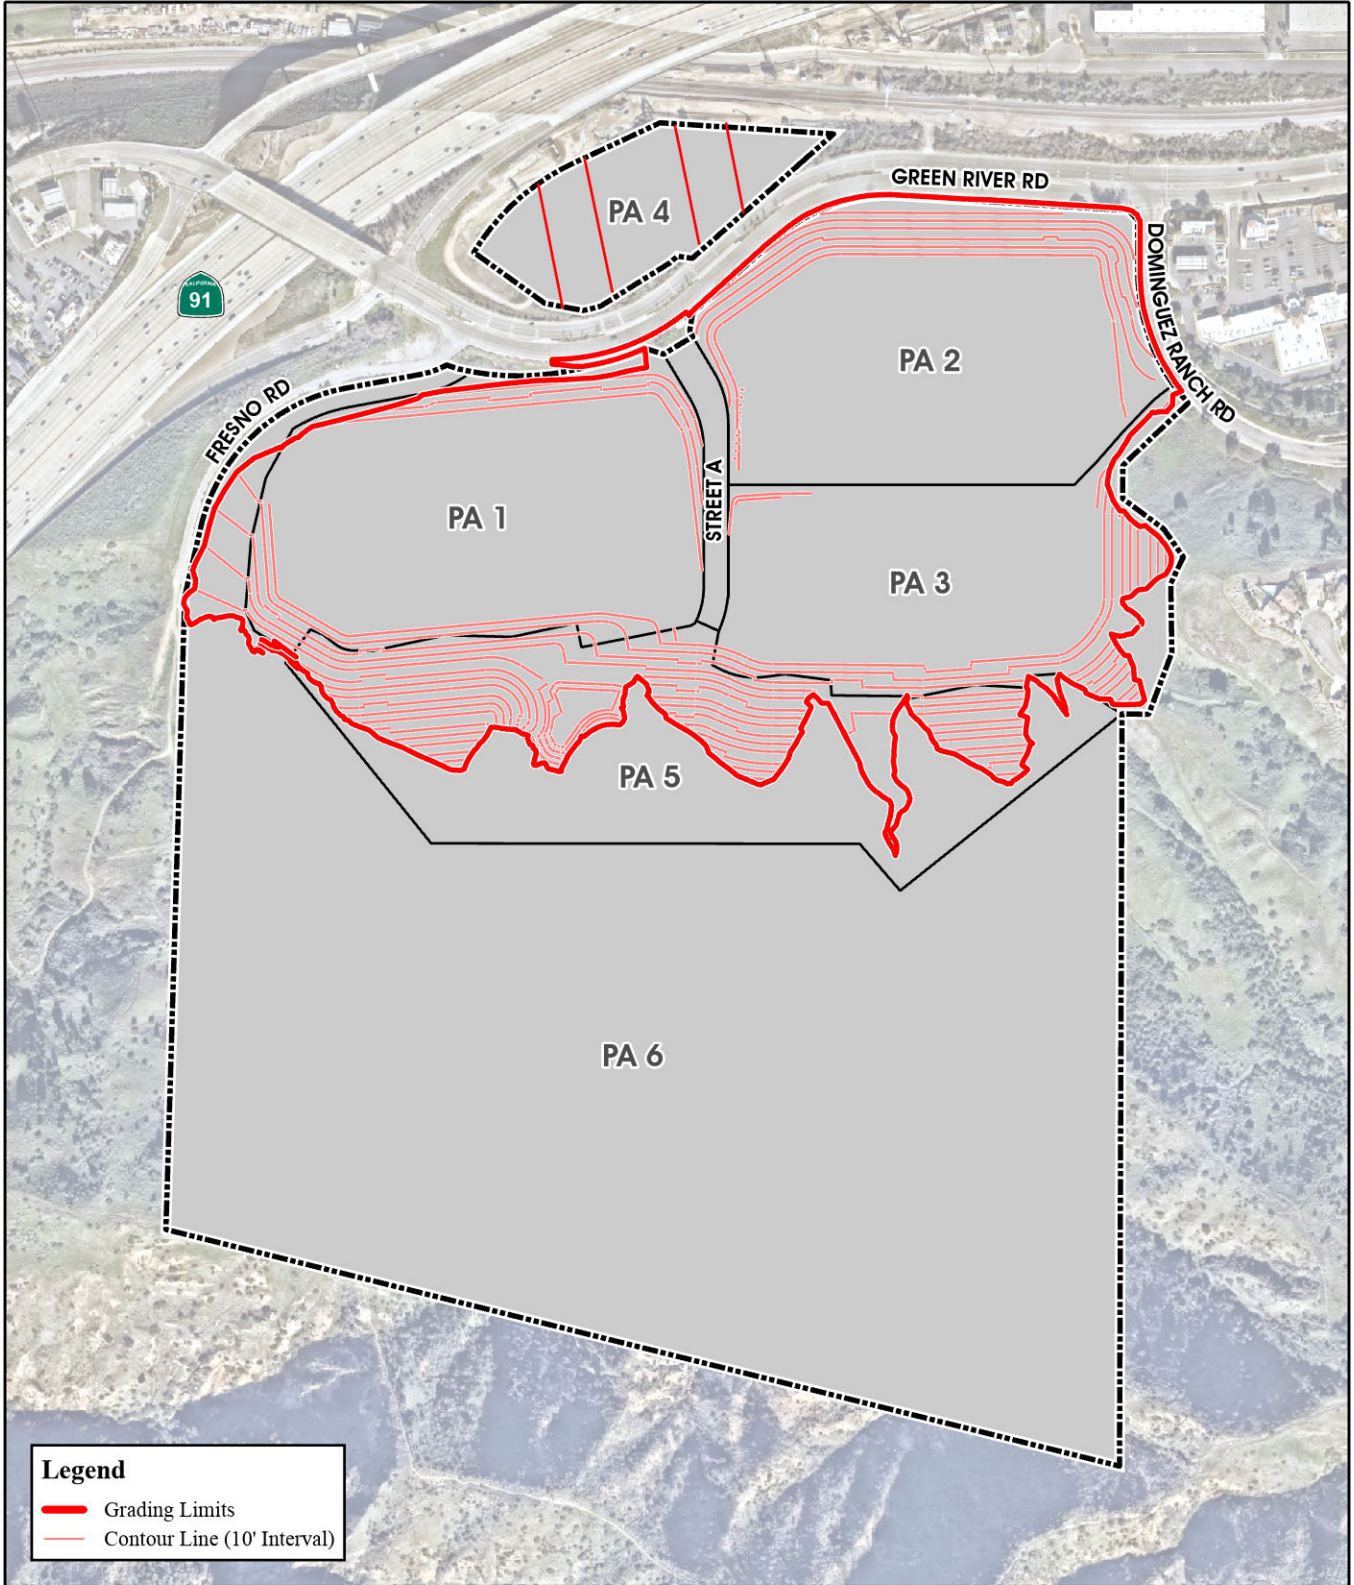 GREEN RIVER RD
PA 4
DOMINGUEZ RANCH RD
CALIFORNIA
91
PA 2
FRESNO RD
STREET A
PA 1
PA 3
PA 5
PA 6
Legend
Grading Limits
Contour Line (10' Interval)